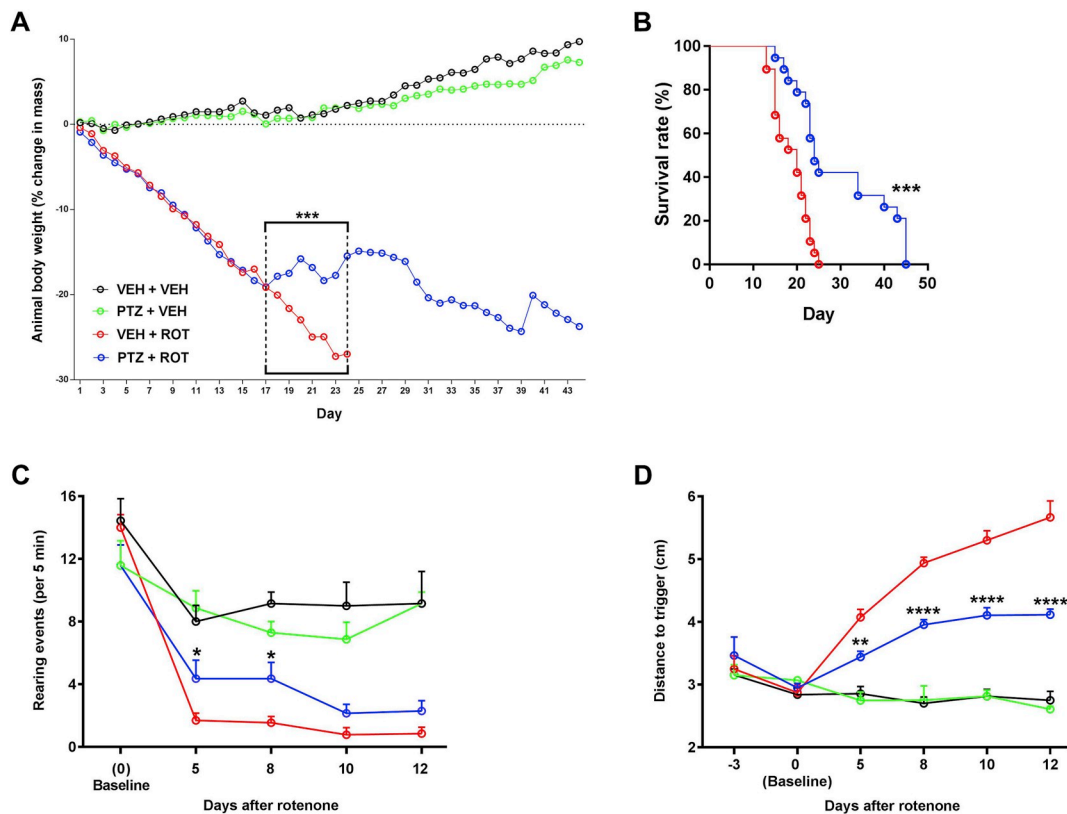 A
Animal body weight (% change in mass)
10
0
-10
-20
-30
***
VEH + VEH
PTZ + VEH
VEH + ROT
PTZ + ROT
1 3 5 7 9 11 13 15 17 19 21 23 25 27 29 31 33 35 37 39 41 43
Day
B
Survival rate (%)
100
80
60
40
20
0
***
0 10 20 30 40 50
Day
C
Rearing events (per 5 min)
16
12
8
4
0
* *
(0) 5 8 10 12
Baseline
Days after rotenone
D
Distance to trigger (cm)
6
5
4
3
2
** **** **** ****
-3 0 5 8 10 12
(Baseline)
Days after rotenone